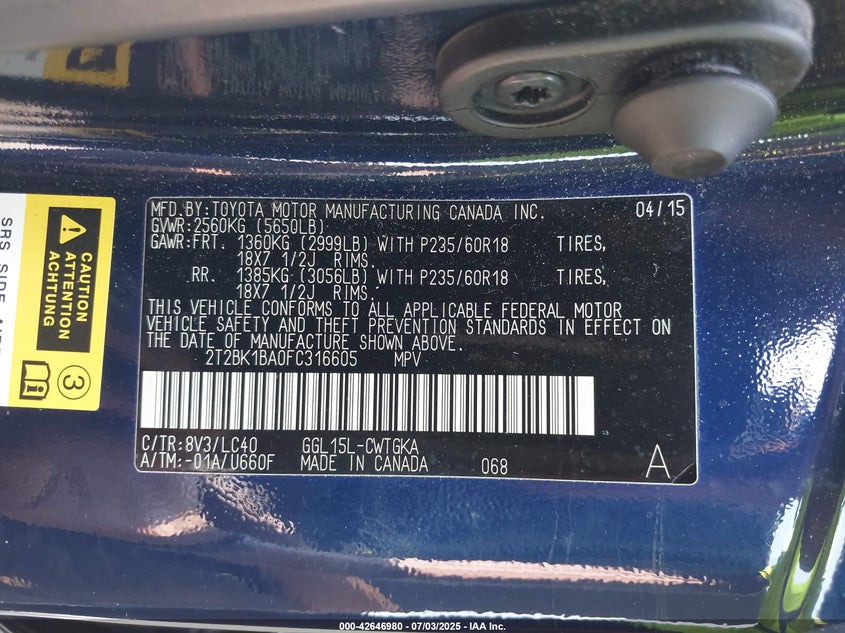 MFD.BY:TOYOTA MOTOR MANUFACTURING CANADA INC. 04/15
GVWR:2560KG (5650LB)
GAWR:FRT. 1360KG (2999LB) WITH P235/60R18 TIRES,
18X7 1/2J RIMS.
RR. 1385KG (3056LB) WITH P235/60R18 TIRES,
18X7 1/2J RIMS.
THIS VEHICLE CONFORMS TO ALL APPLICABLE FEDERAL MOTOR
VEHICLE SAFETY AND THEFT PREVENTION STANDARDS IN EFFECT ON
THE DATE OF MANUFACTURE SHOWN ABOVE.
2T2BK1BA0FC316605 MPV
C/TR:8V3/LC40 GGL15L-CWTGKA
A/TM:-01A/U660F MADE IN CANADA 068 A
CAUTION
ATTENTION
ACHTUNG
3
SRS SIDE
000-42646980 - 07/03/2025 - IAA Inc.